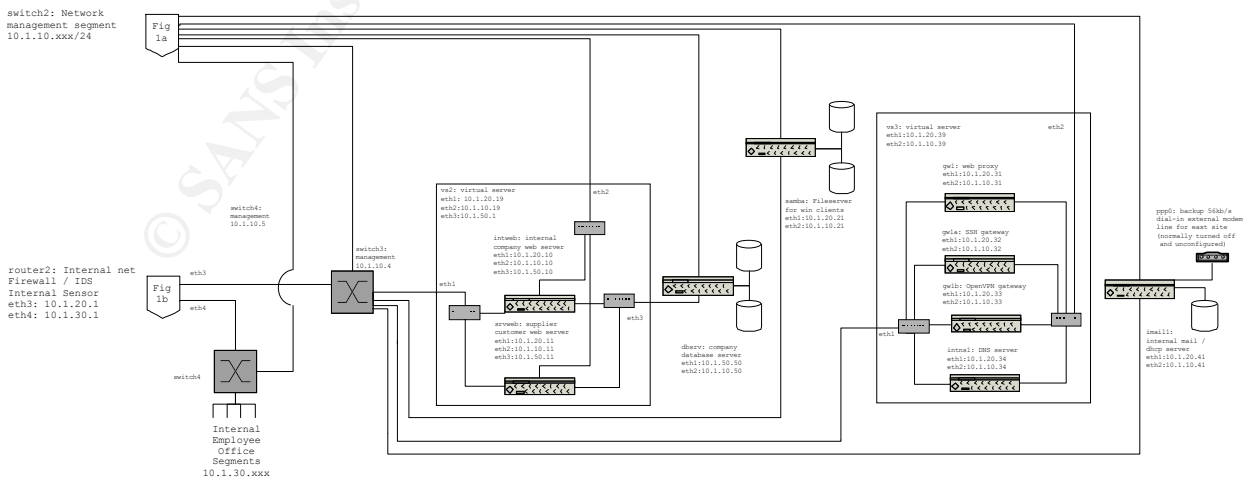 switch2: Network
management segment
10.1.10.xxx/24
Fig
1a
© SANS Ins
router2: Internal net
Firewall / IDS
Internal Sensor
eth3: 10.1.20.1
eth4: 10.1.30.1
Fig
1b
eth3
eth4
switch4:
management
10.1.10.5
switch4
Internal
Employee
Office
Segments
10.1.30.xxx
switch3:
management
10.1.10.4
vs2: virtual server
eth1: 10.1.20.19
eth2:10.1.10.19
eth3:10.1.50.1
eth2
intweb: internal
company web server
eth1:10.1.20.10
eth2:10.1.10.10
eth3:10.1.50.10
eth1
eth3
srvweb: supplier
customer web server
eth1:10.1.20.11
eth2:10.1.10.11
eth3:10.1.50.11
dbsrv: company
database server
eth1:10.1.50.50
eth2:10.1.10.50
samba: Fileserver
for win clients
eth1:10.1.20.21
eth2:10.1.10.21
vs3: virtual server
eth1:10.1.20.39
eth2:10.1.10.39
eth2
gw1: web proxy
eth1:10.1.20.31
eth2:10.1.10.31
gw1a: SSH gateway
eth1:10.1.20.32
eth2:10.1.10.32
gw1b: OpenVPN gateway
eth1:10.1.20.33
eth2:10.1.10.33
eth1
intns1: DNS server
eth1:10.1.20.34
eth2:10.1.10.34
ppp0: backup 56kb/s
dial-in external modem
line for east site
(normally turned off
and unconfigured)
imail1:
internal mail /
dhcp server
eth1:10.1.20.41
eth2:10.1.10.41